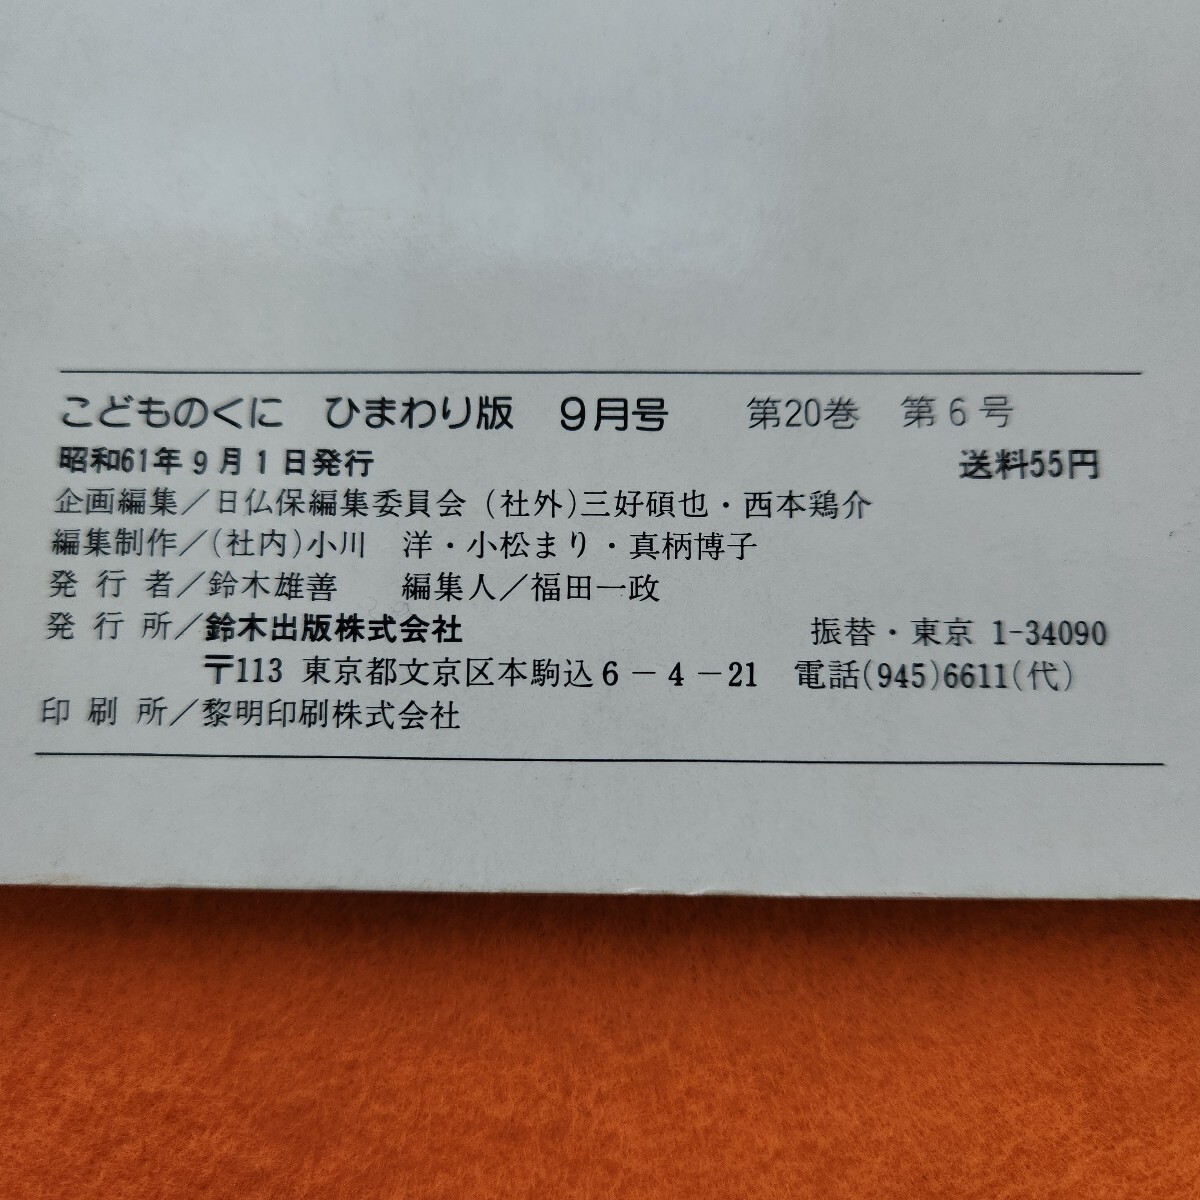 こどものくに　ひまわり版　9月号　第20巻　第6号
昭和61年9月1日発行　送料55円
企画編集／日仏保編集委員会（社外）三好碩也・西本鶏介
編集制作／（社内）小川　洋・小松まり・真柄博子
発行者／鈴木雄善　編集人／福田一政
発行所／鈴木出版株式会社　振替・東京 1-34090
〒113 東京都文京区本駒込6－4－21　電話(945)6611(代)
印刷所／黎明印刷株式会社